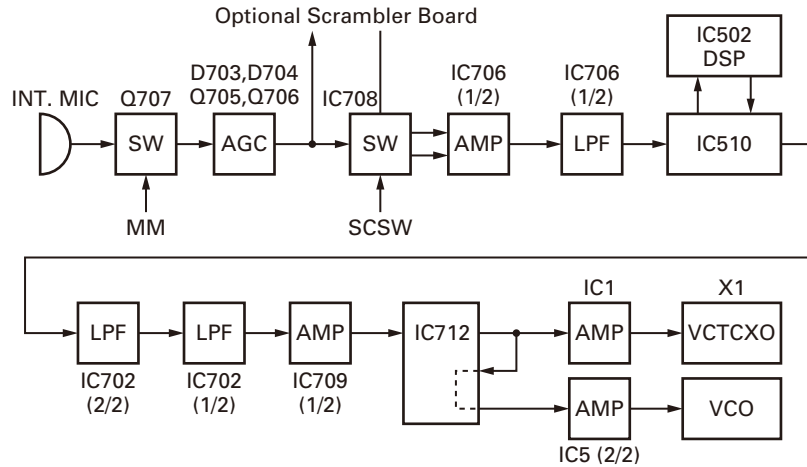 Optional Scrambler Board
INT. MIC
Q707
SW
MM
D703,D704
Q705,Q706
AGC
IC708
SW
SCSW
IC706
(1/2)
AMP
IC706
(1/2)
LPF
IC502
DSP
IC510
LPF
IC702
(2/2)
LPF
IC702
(1/2)
AMP
IC709
(1/2)
IC712
IC1
AMP
X1
VCTCXO
AMP
IC5 (2/2)
VCO